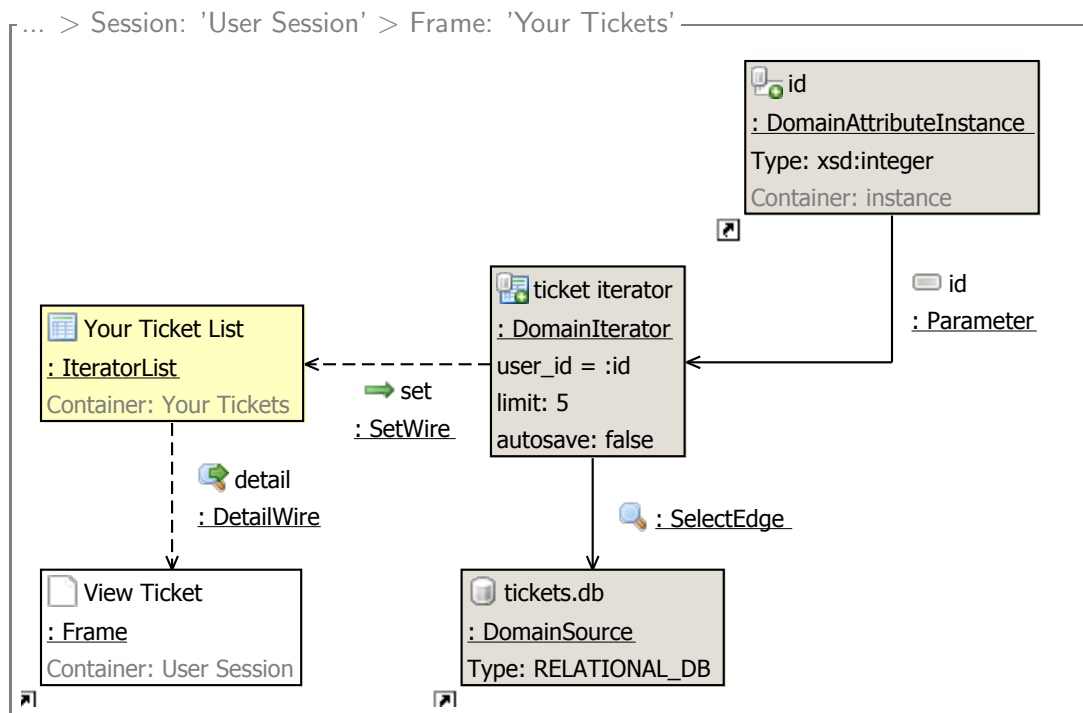 ... > Session: 'User Session' > Frame: 'Your Tickets'
id
: DomainAttributeInstance
Type: xsd:integer
Container: instance
id
: Parameter
ticket iterator
: DomainIterator
user_id = :id
limit: 5
autosave: false
Your Ticket List
: IteratorList
Container: Your Tickets
set
: SetWire
detail
: DetailWire
: SelectEdge
View Ticket
: Frame
Container: User Session
tickets.db
: DomainSource
Type: RELATIONAL_DB